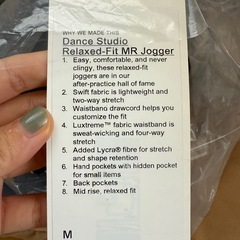 WHY WE MADE THIS
Dance Studio
Relaxed-Fit MR Jogger
1. Easy, comfortable, and never
clingy, these relaxed-fit
joggers are in our
after-practice hall of fame
2. Swift fabric is lightweight and
two-way stretch
3. Waistband drawcord helps you
customize the fit
4. Luxtreme™ fabric waistband is
sweat-wicking and four-way
stretch
5. Added Lycra® fibre for stretch
and shape retention
6. Hand pockets with hidden pocket
for small items
7. Back pockets
8. Mid rise, relaxed fit
M